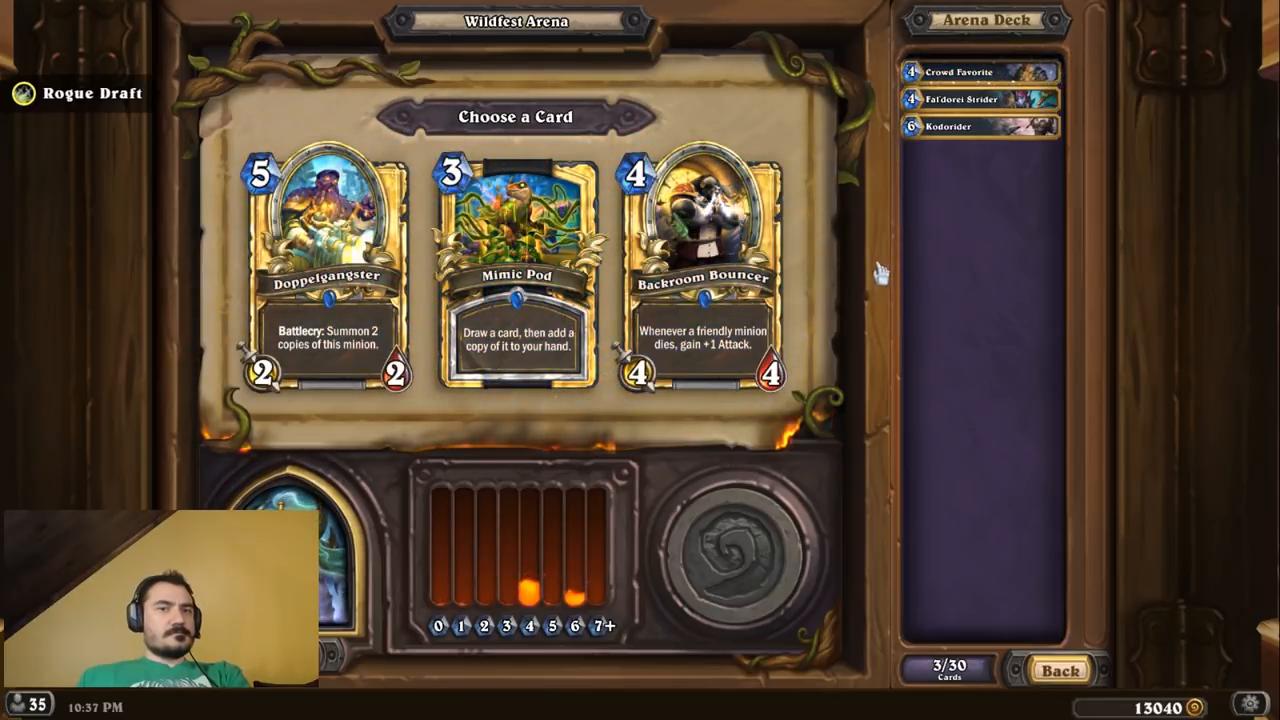 Wildfest Arena
Arena Deck
Rogue Draft
Choose a Card
4 Crowd Favorite
4 Fal'dorei Strider
6 Kodorider
5
Doppelgangster
Battlecry: Summon 2
copies of this minion.
2 2
3
Mimic Pod
Draw a card, then add a
copy of it to your hand.
4
Backroom Bouncer
Whenever a friendly minion
dies, gain +1 Attack.
4 4
0 1 2 3 4 5 6 7+
3/30
Cards
Back
35
10:37 PM
13040